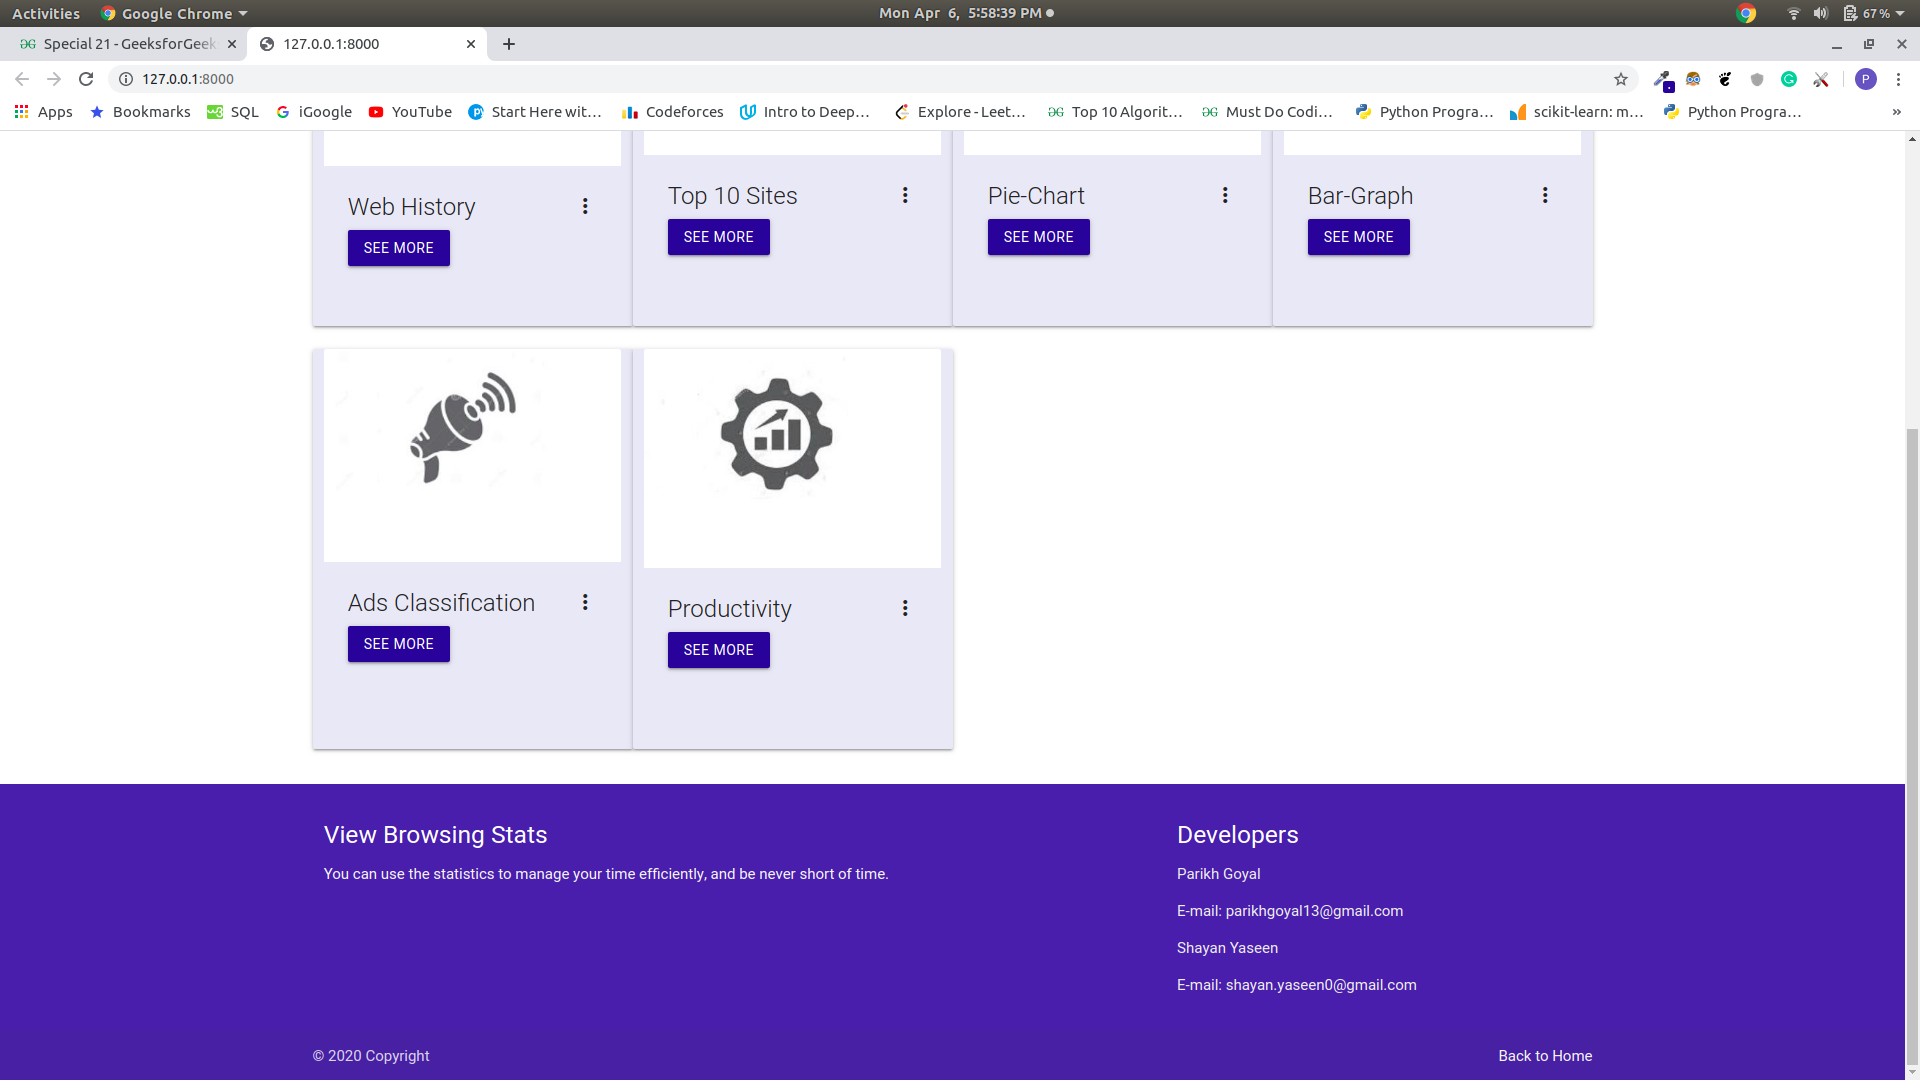 Activities Google Chrome Mon Apr 6, 5:58:39 PM 67 %
Special 21 - GeeksforGeek 127.0.0.1:8000
127.0.0.1:8000 P
Apps Bookmarks SQL iGoogle YouTube Start Here wit… Codeforces Intro to Deep… Explore - Leet… Top 10 Algorit… Must Do Codi… Python Progra… scikit-learn: m… Python Progra… »
Web History
SEE MORE
Top 10 Sites
SEE MORE
Pie-Chart
SEE MORE
Bar-Graph
SEE MORE
Ads Classification
SEE MORE
Productivity
SEE MORE
View Browsing Stats
You can use the statistics to manage your time efficiently, and be never short of time.
Developers
Parikh Goyal
E-mail: parikhgoyal13@gmail.com
Shayan Yaseen
E-mail: shayan.yaseen0@gmail.com
© 2020 Copyright
Back to Home